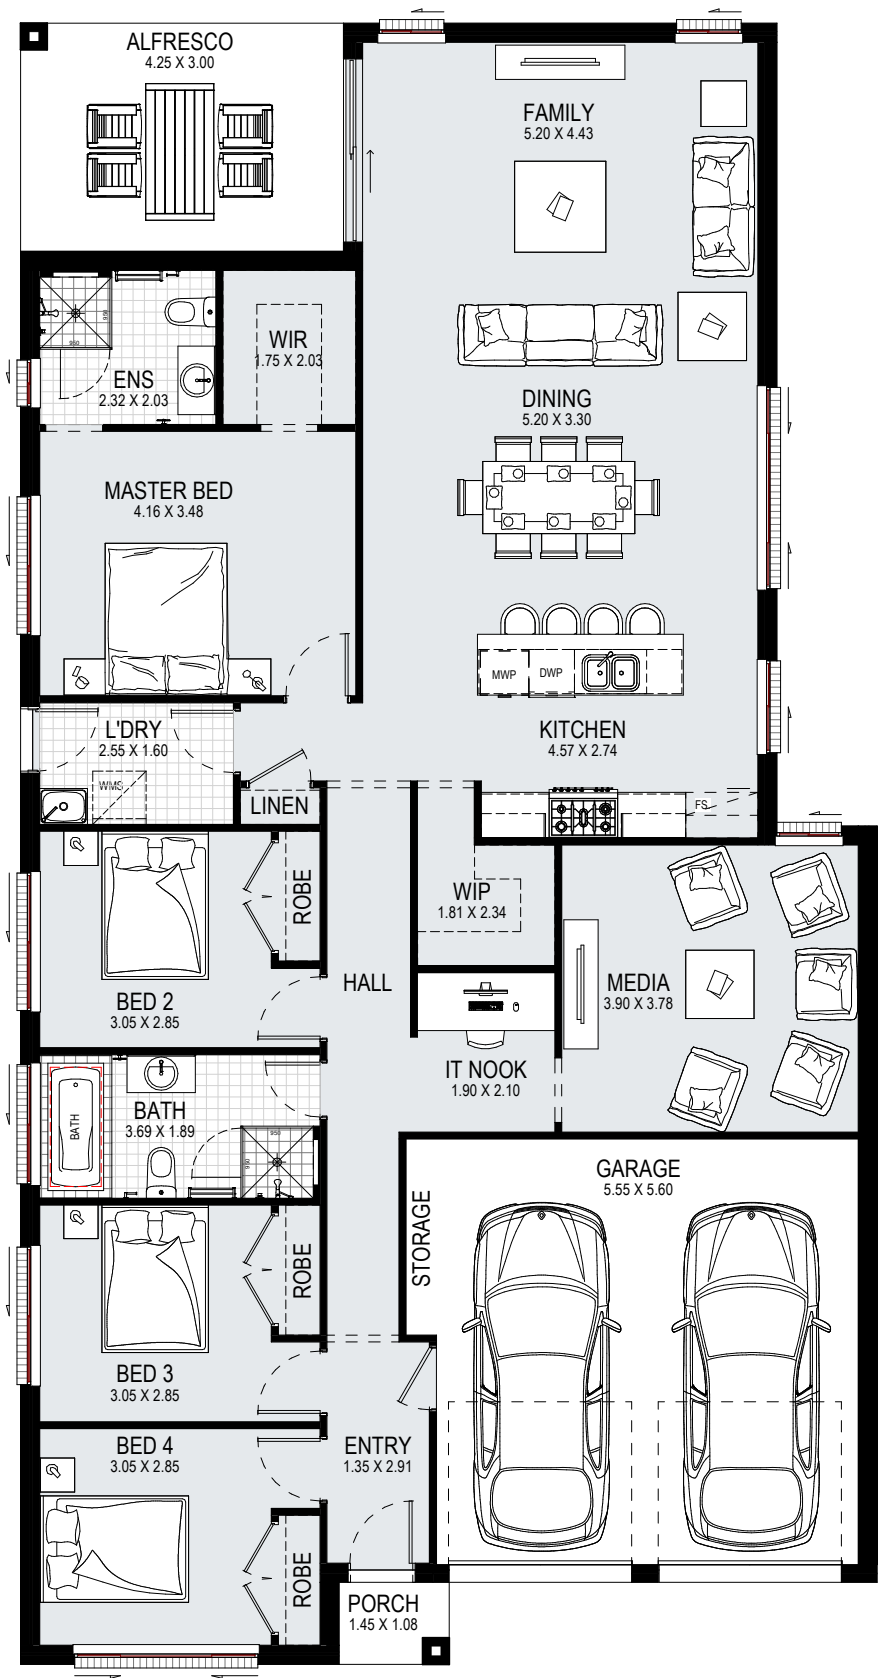 ALFRESCO
4.25 X 3.00
FAMILY
5.20 X 4.43
WIR
1.75 X 2.03
950
950
ENS
2.32 X 2.03
DINING
5.20 X 3.30
MASTER BED
4.16 X 3.48
MWP
DWP
L'DRY
2.55 X 1.60
KITCHEN
4.57 X 2.74
WMS
LINEN
FS
ROBE
WIP
1.81 X 2.34
HALL
MEDIA
3.90 X 3.78
BED 2
3.05 X 2.85
IT NOOK
1.90 X 2.10
BATH
BATH
3.69 X 1.89
950
950
GARAGE
5.55 X 5.60
STORAGE
ROBE
BED 3
3.05 X 2.85
BED 4
3.05 X 2.85
ENTRY
1.35 X 2.91
ROBE
PORCH
1.45 X 1.08